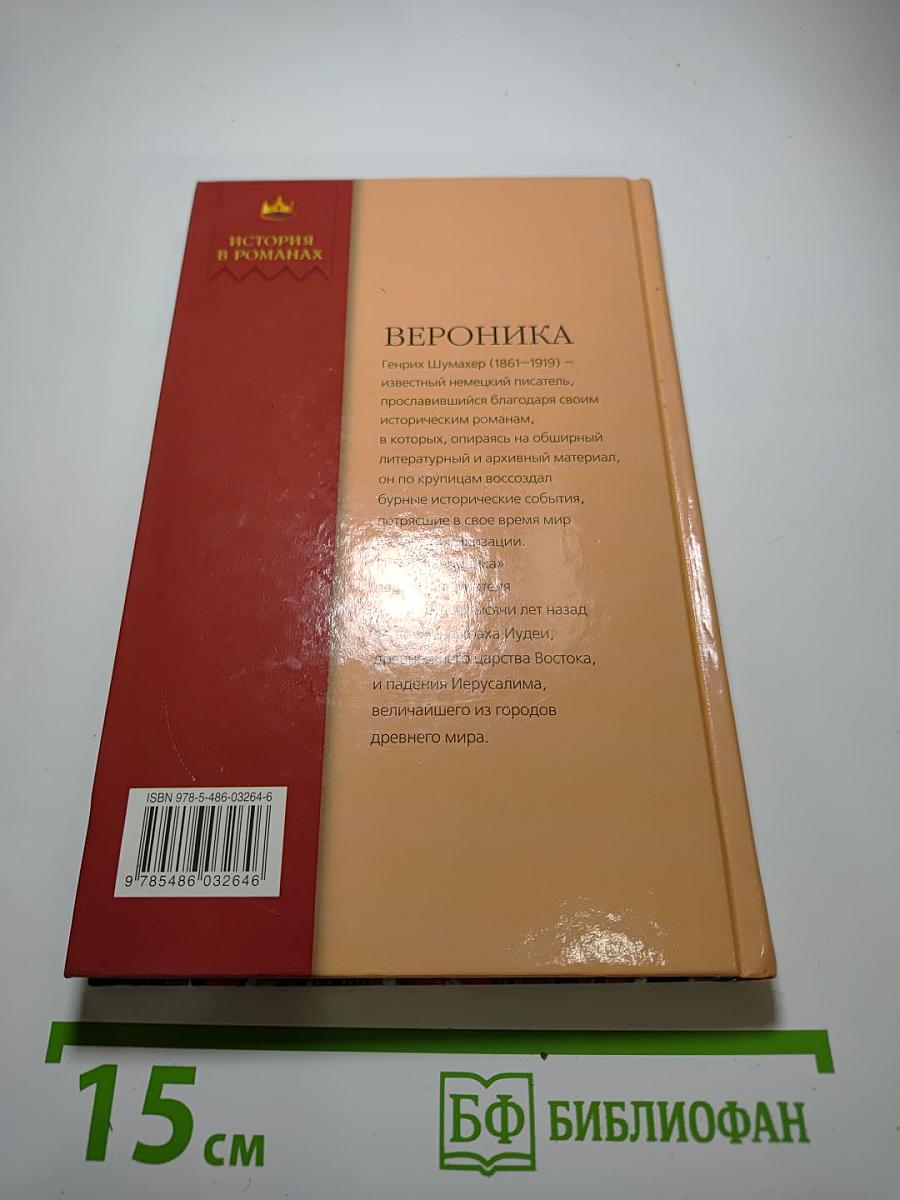 ИСТОРИЯ
В РОМАНАХ
ВЕРОНИКА
Генрих Шумахер (1861—1919) —
известный немецкий писатель,
прославившийся благодаря своим
историческим романам,
в которых, опираясь на обширный
литературный и архивный материал,
он по крупицам воссоздал
бурные исторические события,
потрясшие в свое время мир
лет назад
Иудеи,
царства Востока,
и падения Иерусалима,
величайшего из городов
древнего мира.
ISBN 978-5-486-03264-6
9 785486 032646
15 см
БФ БИБЛИОФАН